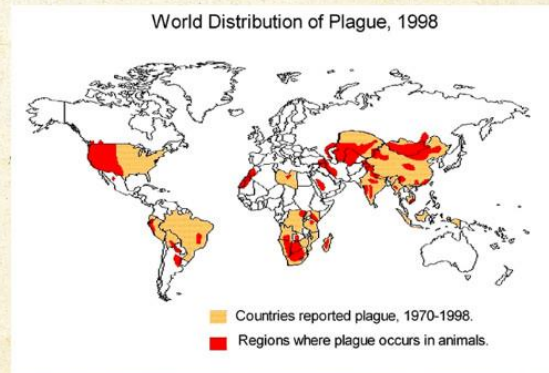 World Distribution of Plague, 1998
Countries reported plague, 1970-1998.
Regions where plague occurs in animals.